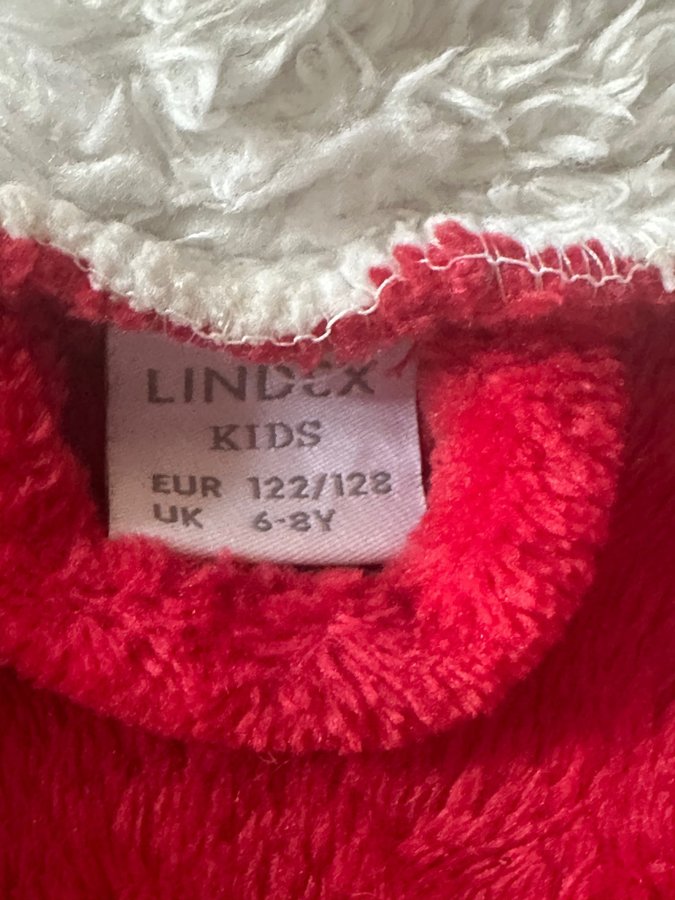 LINDEX
KIDS
EUR 122/128
UK 6-8Y